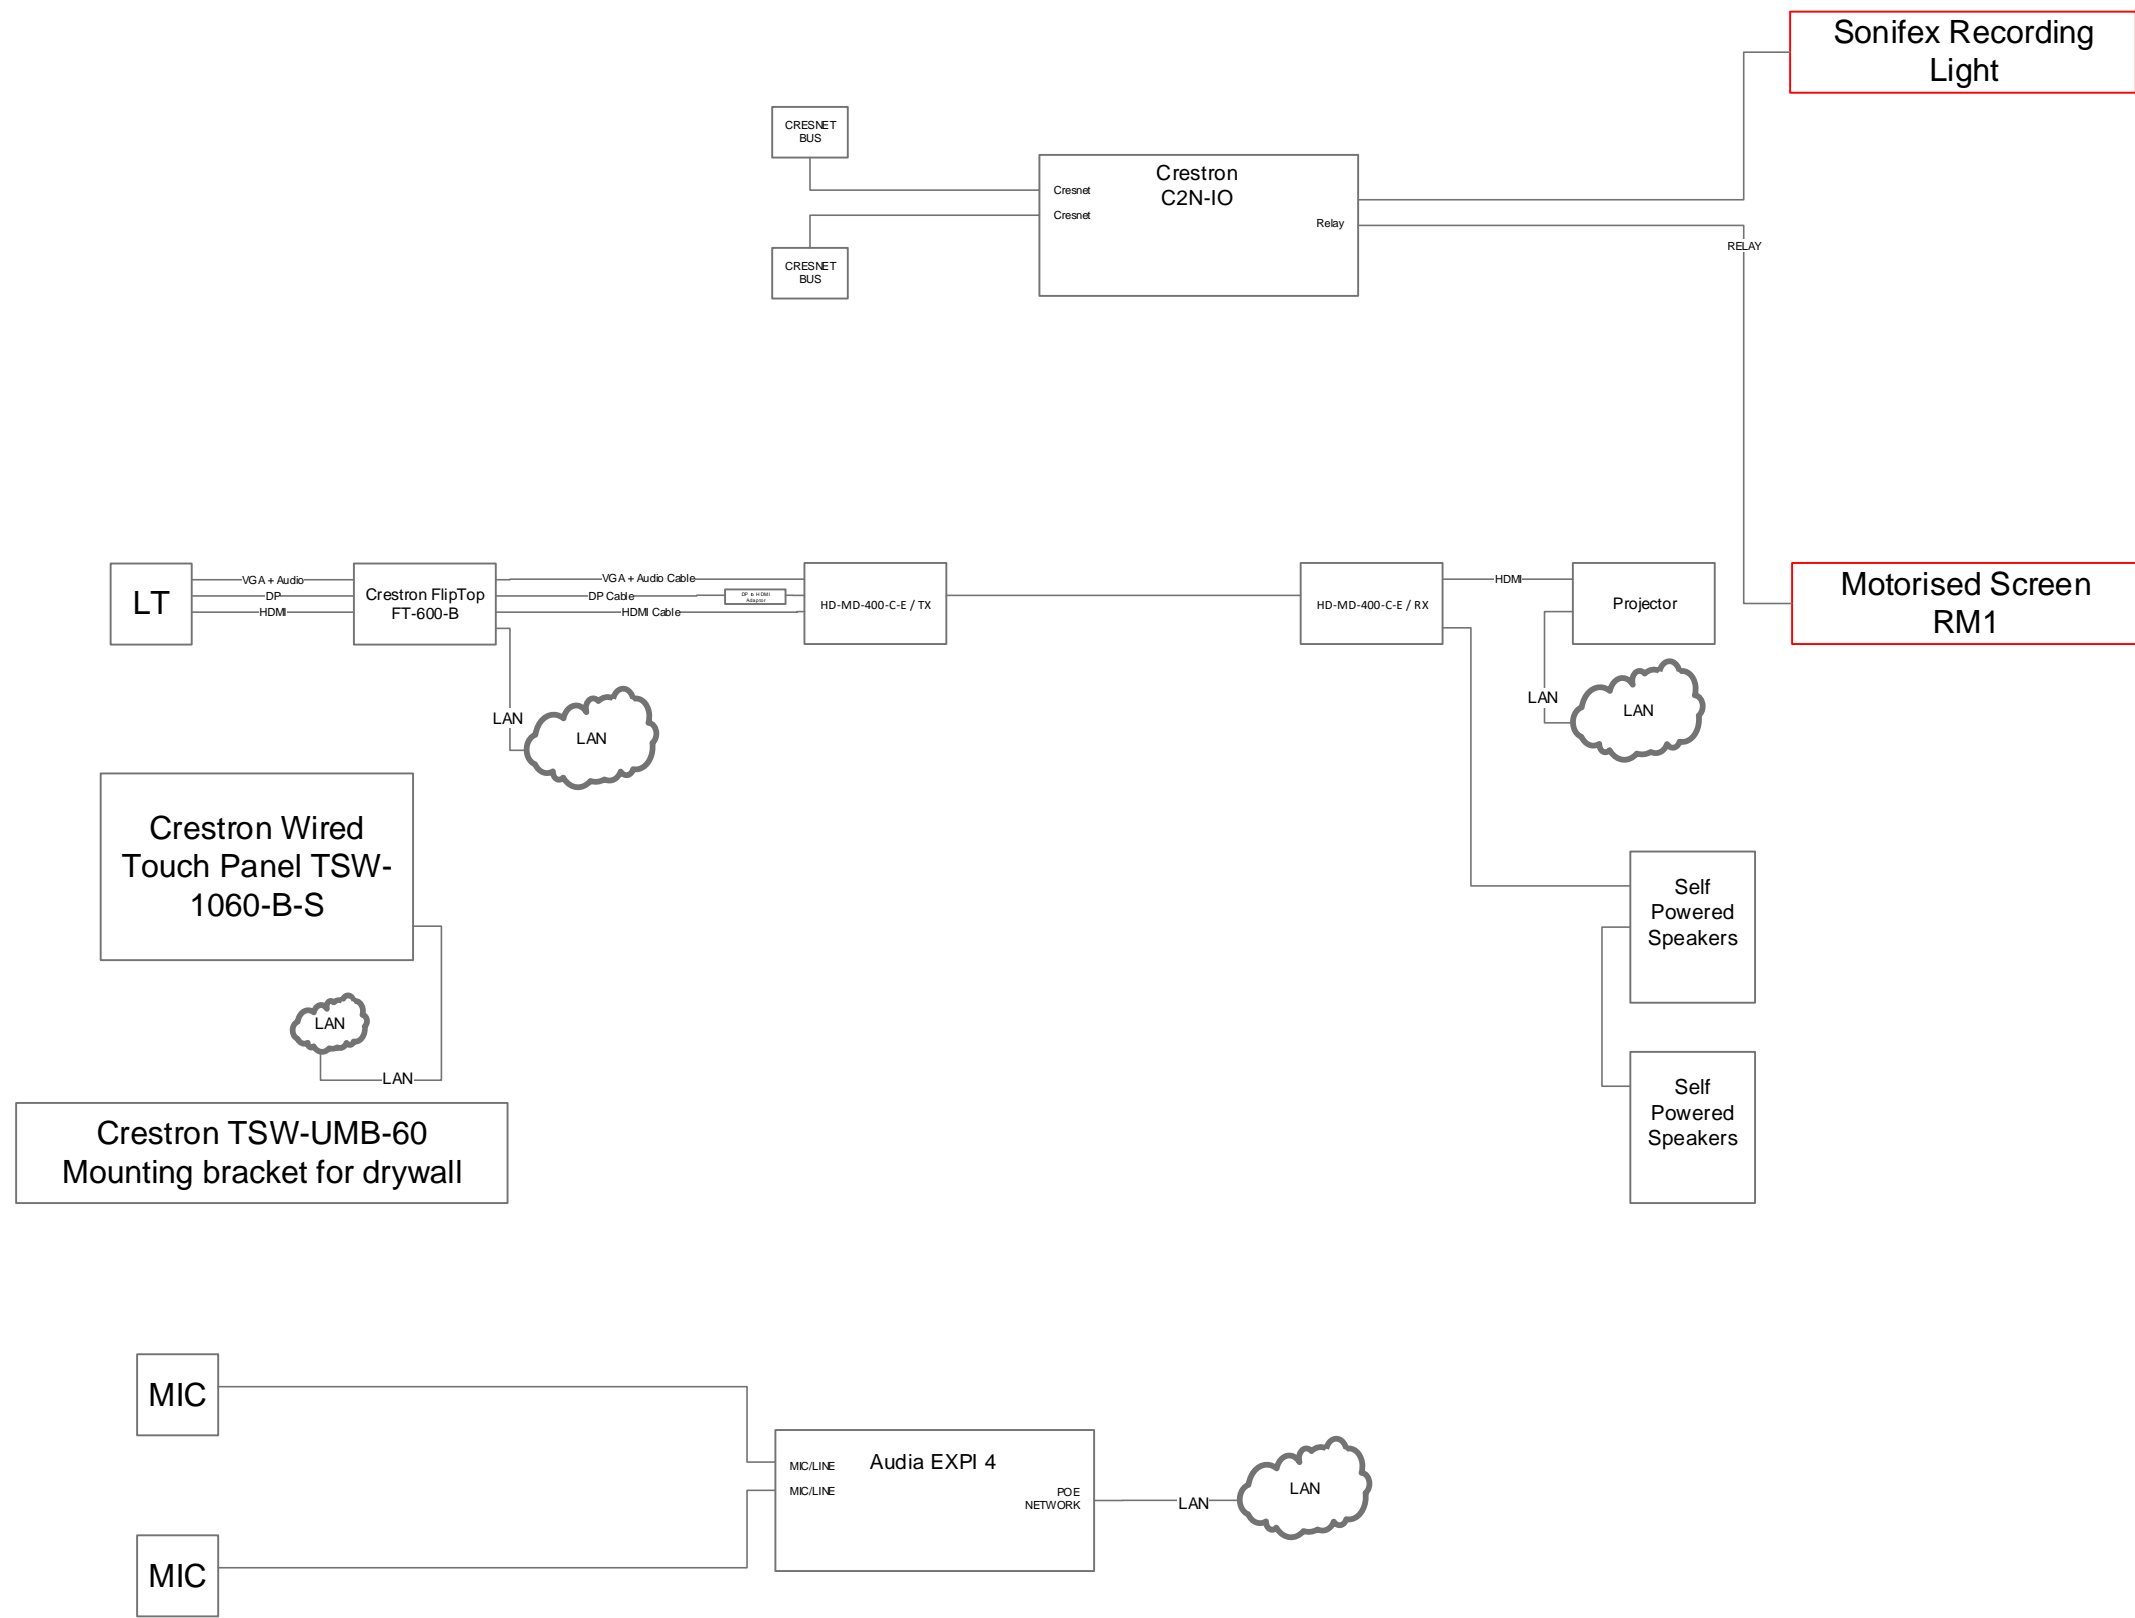 Sonifex Recording
Light
CRESNET
BUS
Crestron
C2N-IO
Cresnet
Cresnet
Relay
RELAY
CRESNET
BUS
LT
VGA + Audio
DP
HDMI
Crestron FlipTop
FT-600-B
VGA + Audio Cable
DP Cable
HDMI Cable
DP to HDMI
Adaptor
HD-MD-400-C-E / TX
HD-MD-400-C-E / RX
HDMI
Projector
Motorised Screen
RM1
LAN
LAN
LAN
LAN
Crestron Wired
Touch Panel TSW-
1060-B-S
LAN
LAN
Self
Powered
Speakers
Crestron TSW-UMB-60
Mounting bracket for drywall
Self
Powered
Speakers
MIC
MIC
Audia EXPI 4
MIC/LINE
MIC/LINE
POE
NETWORK
LAN
LAN